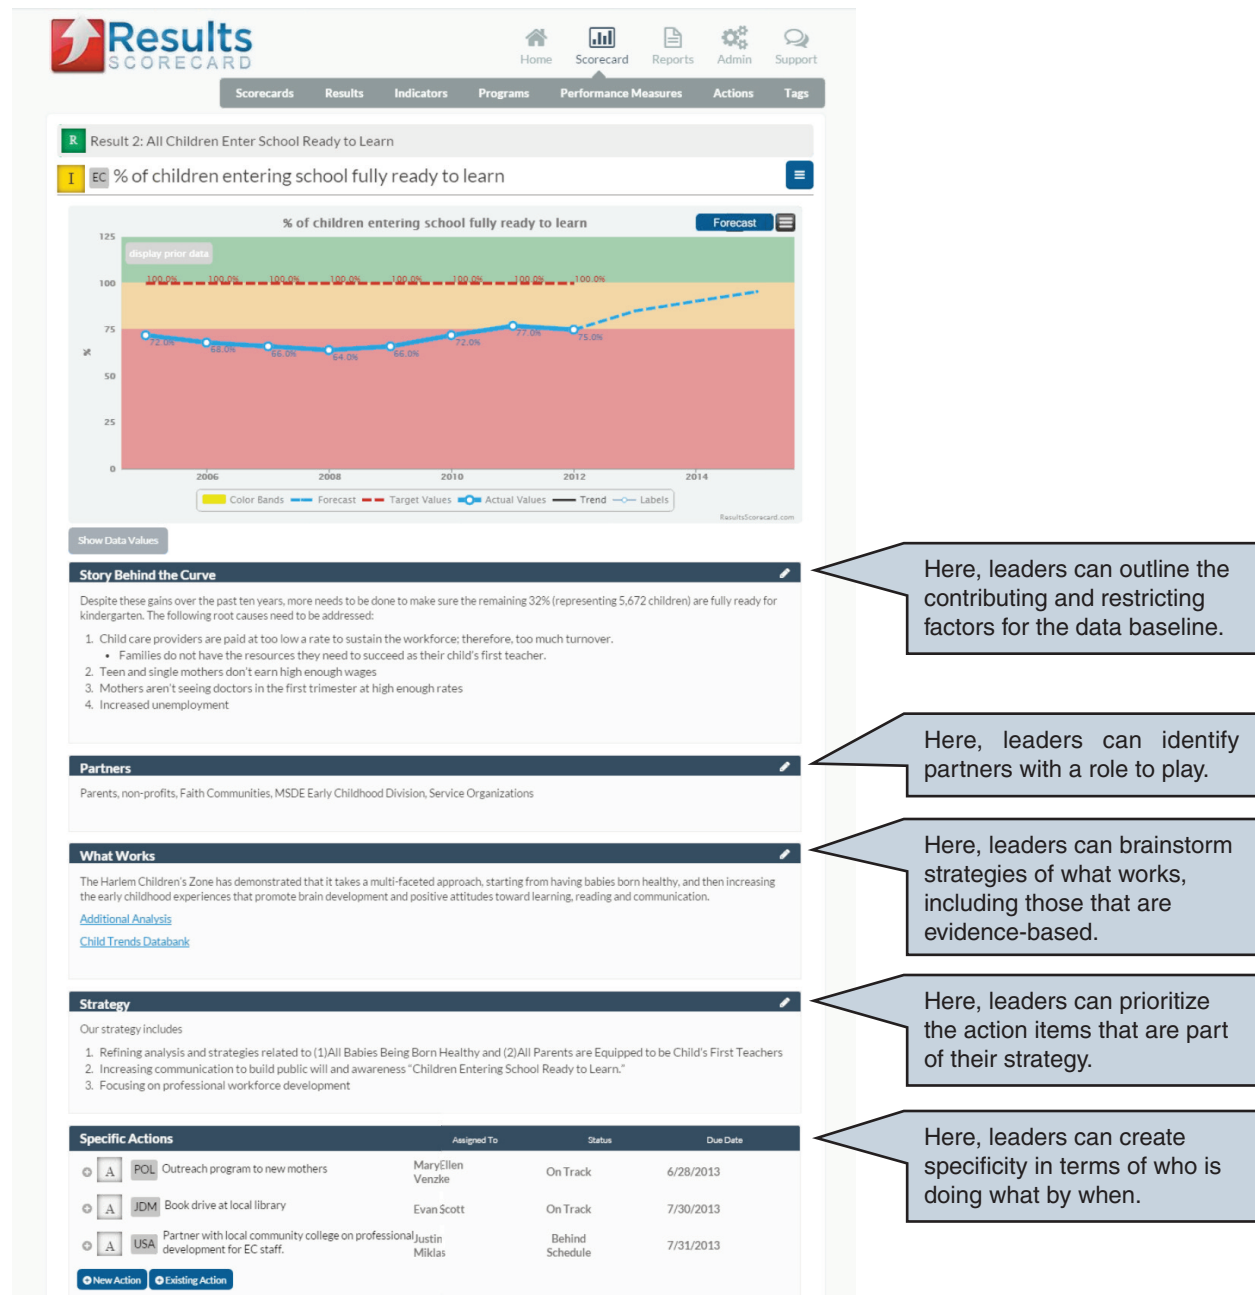 Results
SCORECARD
Home Scorecard Reports Admin Support
Scorecards Results Indicators Programs Performance Measures Actions Tags
R Result 2: All Children Enter School Ready to Learn
I EC % of children entering school fully ready to learn
% of children entering school fully ready to learn
Forecast
display prior data
125
100
75
50
25
0
%
100.0% 100.0% 100.0% 100.0% 100.0% 100.0% 100.0% 100.0%
72.0% 68.0% 66.0% 64.0% 66.0% 72.0% 77.0% 75.0%
2006 2008 2010 2012 2014
Color Bands Forecast Target Values Actual Values Trend Labels
ResultsScorecard.com
Show Data Values
Story Behind the Curve
Despite these gains over the past ten years, more needs to be done to make sure the remaining 32% (representing 5,672 children) are fully ready for
kindergarten. The following root causes need to be addressed:
1. Child care providers are paid at too low a rate to sustain the workforce; therefore, too much turnover.
• Families do not have the resources they need to succeed as their child's first teacher.
2. Teen and single mothers don't earn high enough wages
3. Mothers aren't seeing doctors in the first trimester at high enough rates
4. Increased unemployment
Here, leaders can outline the
contributing and restricting
factors for the data baseline.
Partners
Parents, non-profits, Faith Communities, MSDE Early Childhood Division, Service Organizations
Here, leaders can identify
partners with a role to play.
What Works
The Harlem Children's Zone has demonstrated that it takes a multi-faceted approach, starting from having babies born healthy, and then increasing
the early childhood experiences that promote brain development and positive attitudes toward learning, reading and communication.
Additional Analysis
Child Trends Databank
Here, leaders can brainstorm
strategies of what works,
including those that are
evidence-based.
Strategy
Our strategy includes
1. Refining analysis and strategies related to (1)All Babies Being Born Healthy and (2)All Parents are Equipped to be Child's First Teachers
2. Increasing communication to build public will and awareness "Children Entering School Ready to Learn."
3. Focusing on professional workforce development
Here, leaders can prioritize
the action items that are part
of their strategy.
Specific Actions Assigned To Status Due Date
A POL Outreach program to new mothers MaryEllen Venzke On Track 6/28/2013
A JDM Book drive at local library Evan Scott On Track 7/30/2013
A USA Partner with local community college on professional
development for EC staff. Justin Miklas Behind Schedule 7/31/2013
New Action Existing Action
Here, leaders can create
specificity in terms of who is
doing what by when.